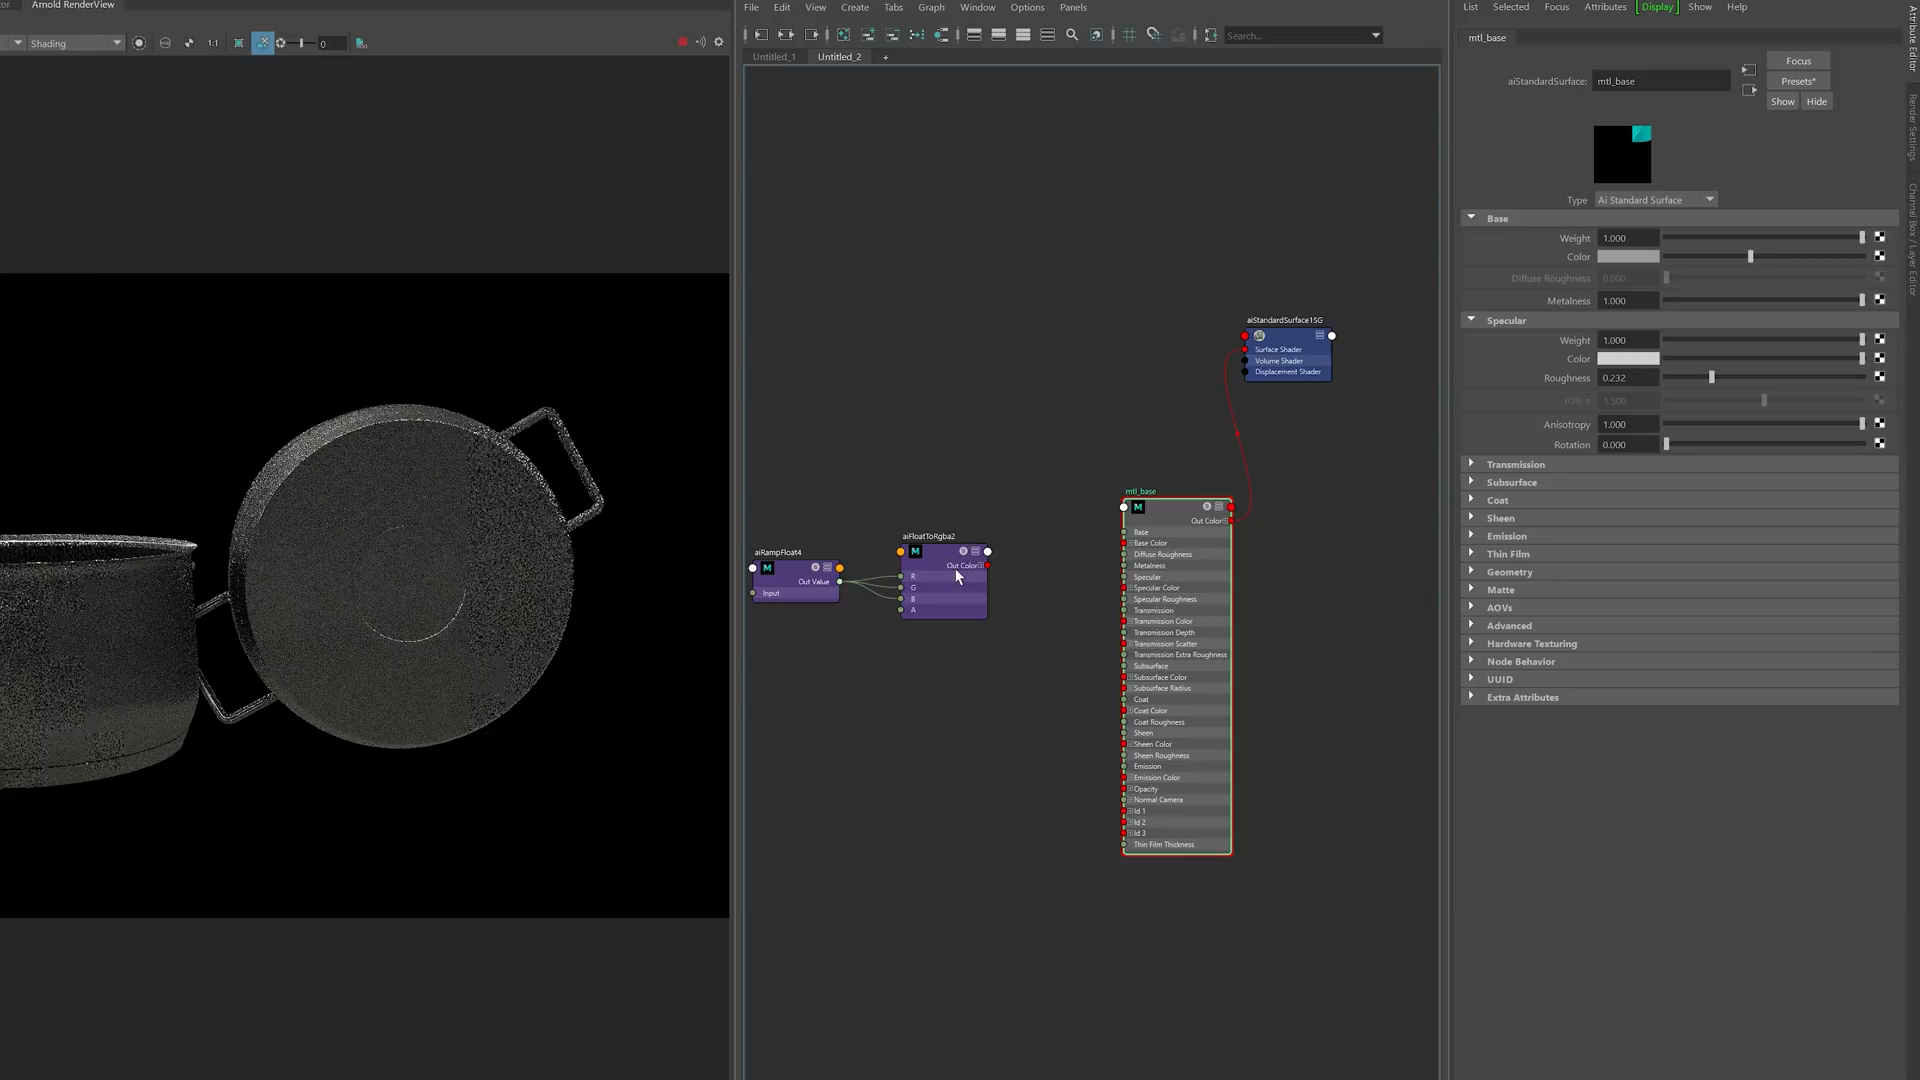 Arnold RenderView
Shading
1:1
0
File Edit View Create Tabs Graph Window Options Panels
Search...
Untitled_1 Untitled_2 +
aiStandardSurface1SG
Surface Shader
Volume Shader
Displacement Shader
aiRampFloat4
M
Out Value
Input
aiFloatToRgba2
M
Out Color
R
G
B
A
mtl_base
M
Out Color
Base
Base Color
Diffuse Roughness
Metalness
Specular
Specular Color
Specular Roughness
Transmission
Transmission Color
Transmission Depth
Transmission Scatter
Transmission Extra Roughness
Subsurface
Subsurface Color
Subsurface Radius
Coat
Coat Color
Coat Roughness
Sheen
Sheen Color
Sheen Roughness
Emission
Emission Color
Opacity
Normal Camera
Id 1
Id 2
Id 3
Thin Film Thickness
List Selected Focus Attributes Display Show Help
mtl_base
aiStandardSurface: mtl_base
Focus
Presets*
Show Hide
Type Ai Standard Surface
Base
Weight 1.000
Color
Diffuse Roughness 0.000
Metalness 1.000
Specular
Weight 1.000
Color
Roughness 0.232
IOR 1.500
Anisotropy 1.000
Rotation 0.000
Transmission
Subsurface
Coat
Sheen
Emission
Thin Film
Geometry
Matte
AOVs
Advanced
Hardware Texturing
Node Behavior
UUID
Extra Attributes
Attribute Editor
Render Settings
Channel Box / Layer Editor